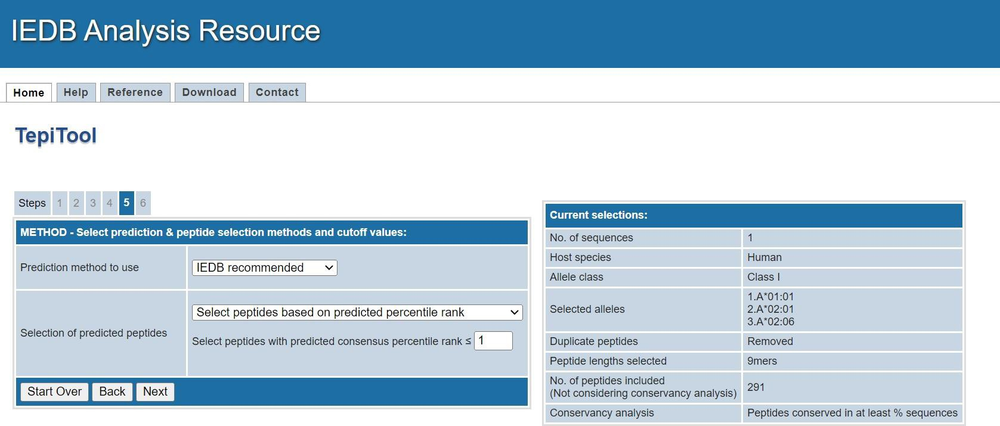 IEDB Analysis Resource
Home Help Reference Download Contact
TepiTool
Steps 1 2 3 4 5 6
METHOD - Select prediction & peptide selection methods and cutoff values:
Prediction method to use IEDB recommended
Selection of predicted peptides
Select peptides based on predicted percentile rank
Select peptides with predicted consensus percentile rank ≤ 1
Start Over Back Next
Current selections:
No. of sequences 1
Host species Human
Allele class Class I
Selected alleles
1.A*01:01
2.A*02:01
3.A*02:06
Duplicate peptides Removed
Peptide lengths selected 9mers
No. of peptides included
(Not considering conservancy analysis) 291
Conservancy analysis Peptides conserved in at least % sequences